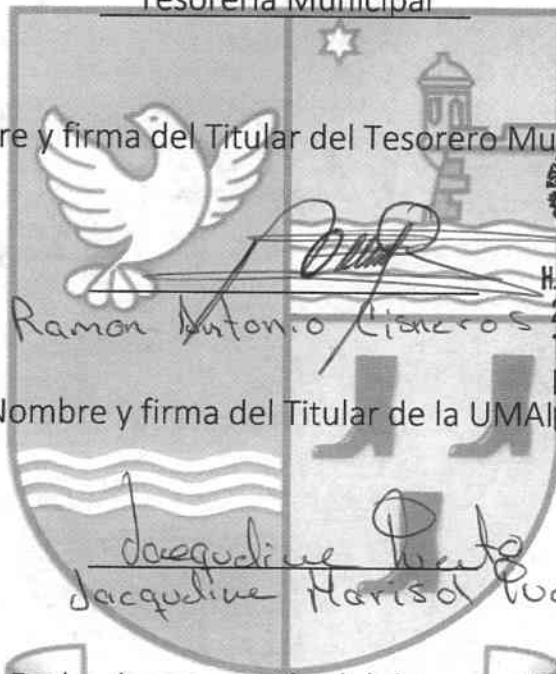 Tesorería Municipal
re y firma del Titular del Tesorero Mu
H.
Ramon Antonio Cisneros
Nombre y firma del Titular de la UMAI
Jacqueline
Jacqueline Marisol